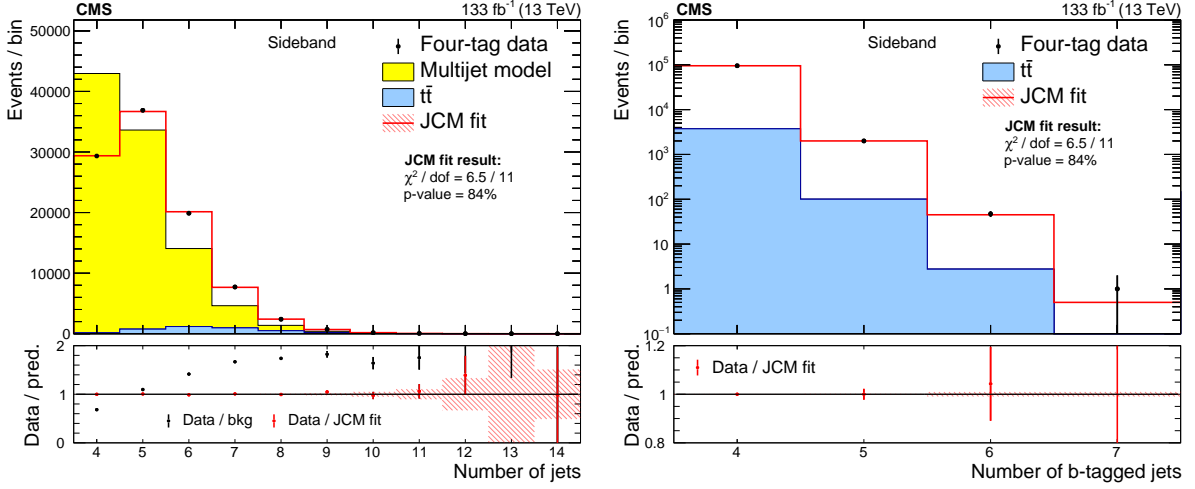 CMS
133 fb⁻¹ (13 TeV)
Sideband
Four-tag data
Multijet model
tt̄
JCM fit
JCM fit result:
χ² / dof = 6.5 / 11
p-value = 84%
Events / bin
50000
40000
30000
20000
10000
0
Data / pred.
2
1
0
Data / bkg
Data / JCM fit
4 5 6 7 8 9 10 11 12 13 14
Number of jets
CMS
133 fb⁻¹ (13 TeV)
Sideband
Four-tag data
tt̄
JCM fit
JCM fit result:
χ² / dof = 6.5 / 11
p-value = 84%
Events / bin
10⁶
10⁵
10⁴
10³
10²
10
1
10⁻¹
Data / pred.
1.2
1
0.8
Data / JCM fit
4 5 6 7
Number of b-tagged jets